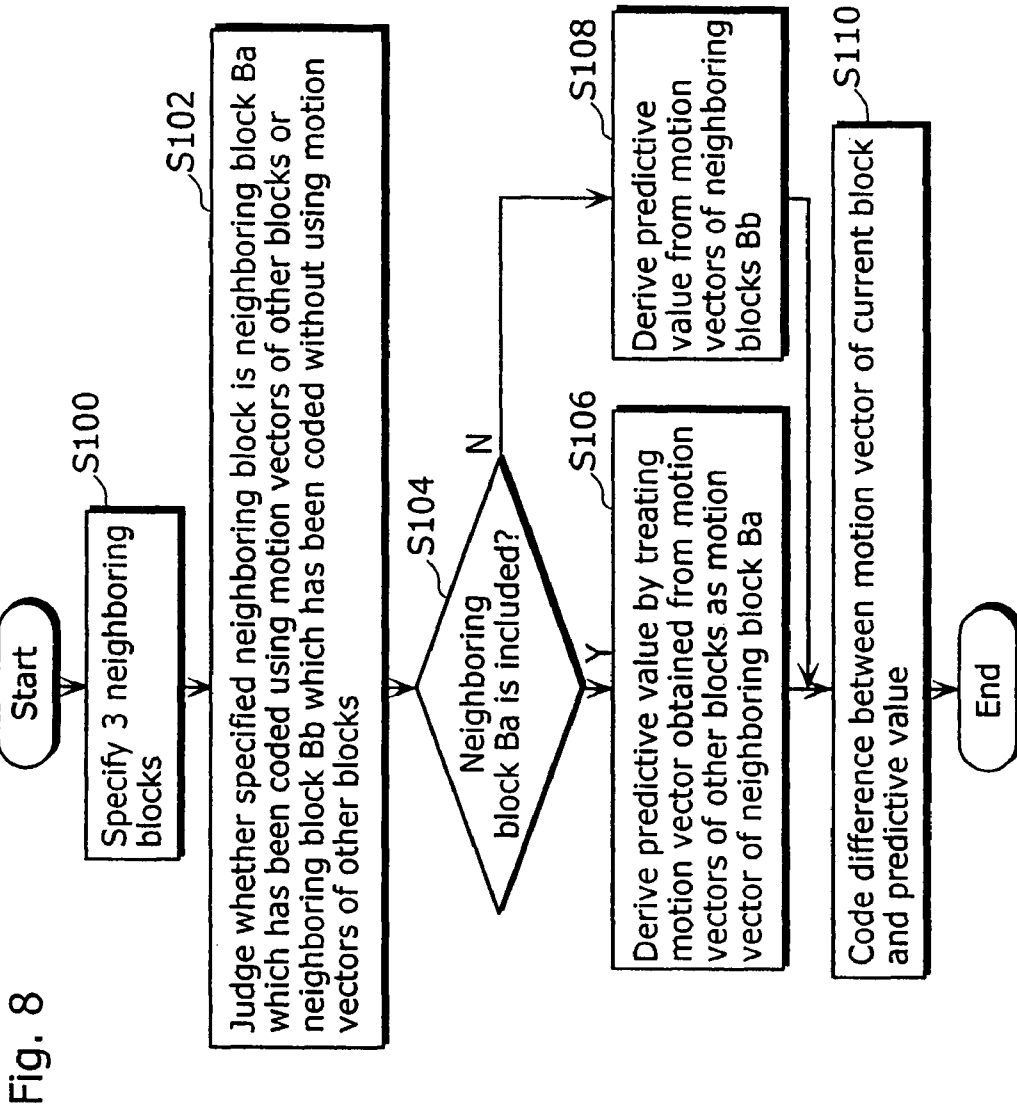 Fig. 8
Start
S100
Specify 3 neighboring
blocks
S102
Judge whether specified neighboring block is neighboring block Ba
which has been coded using motion vectors of other blocks or
neighboring block Bb which has been coded without using motion
vectors of other blocks
S104
Neighboring
block Ba is included?
N
Y
S106
Derive predictive value by treating
motion vector obtained from motion
vectors of other blocks as motion
vector of neighboring block Ba
S108
Derive predictive
value from motion
vectors of neighboring
blocks Bb
S110
Code difference between motion vector of current block
and predictive value
End